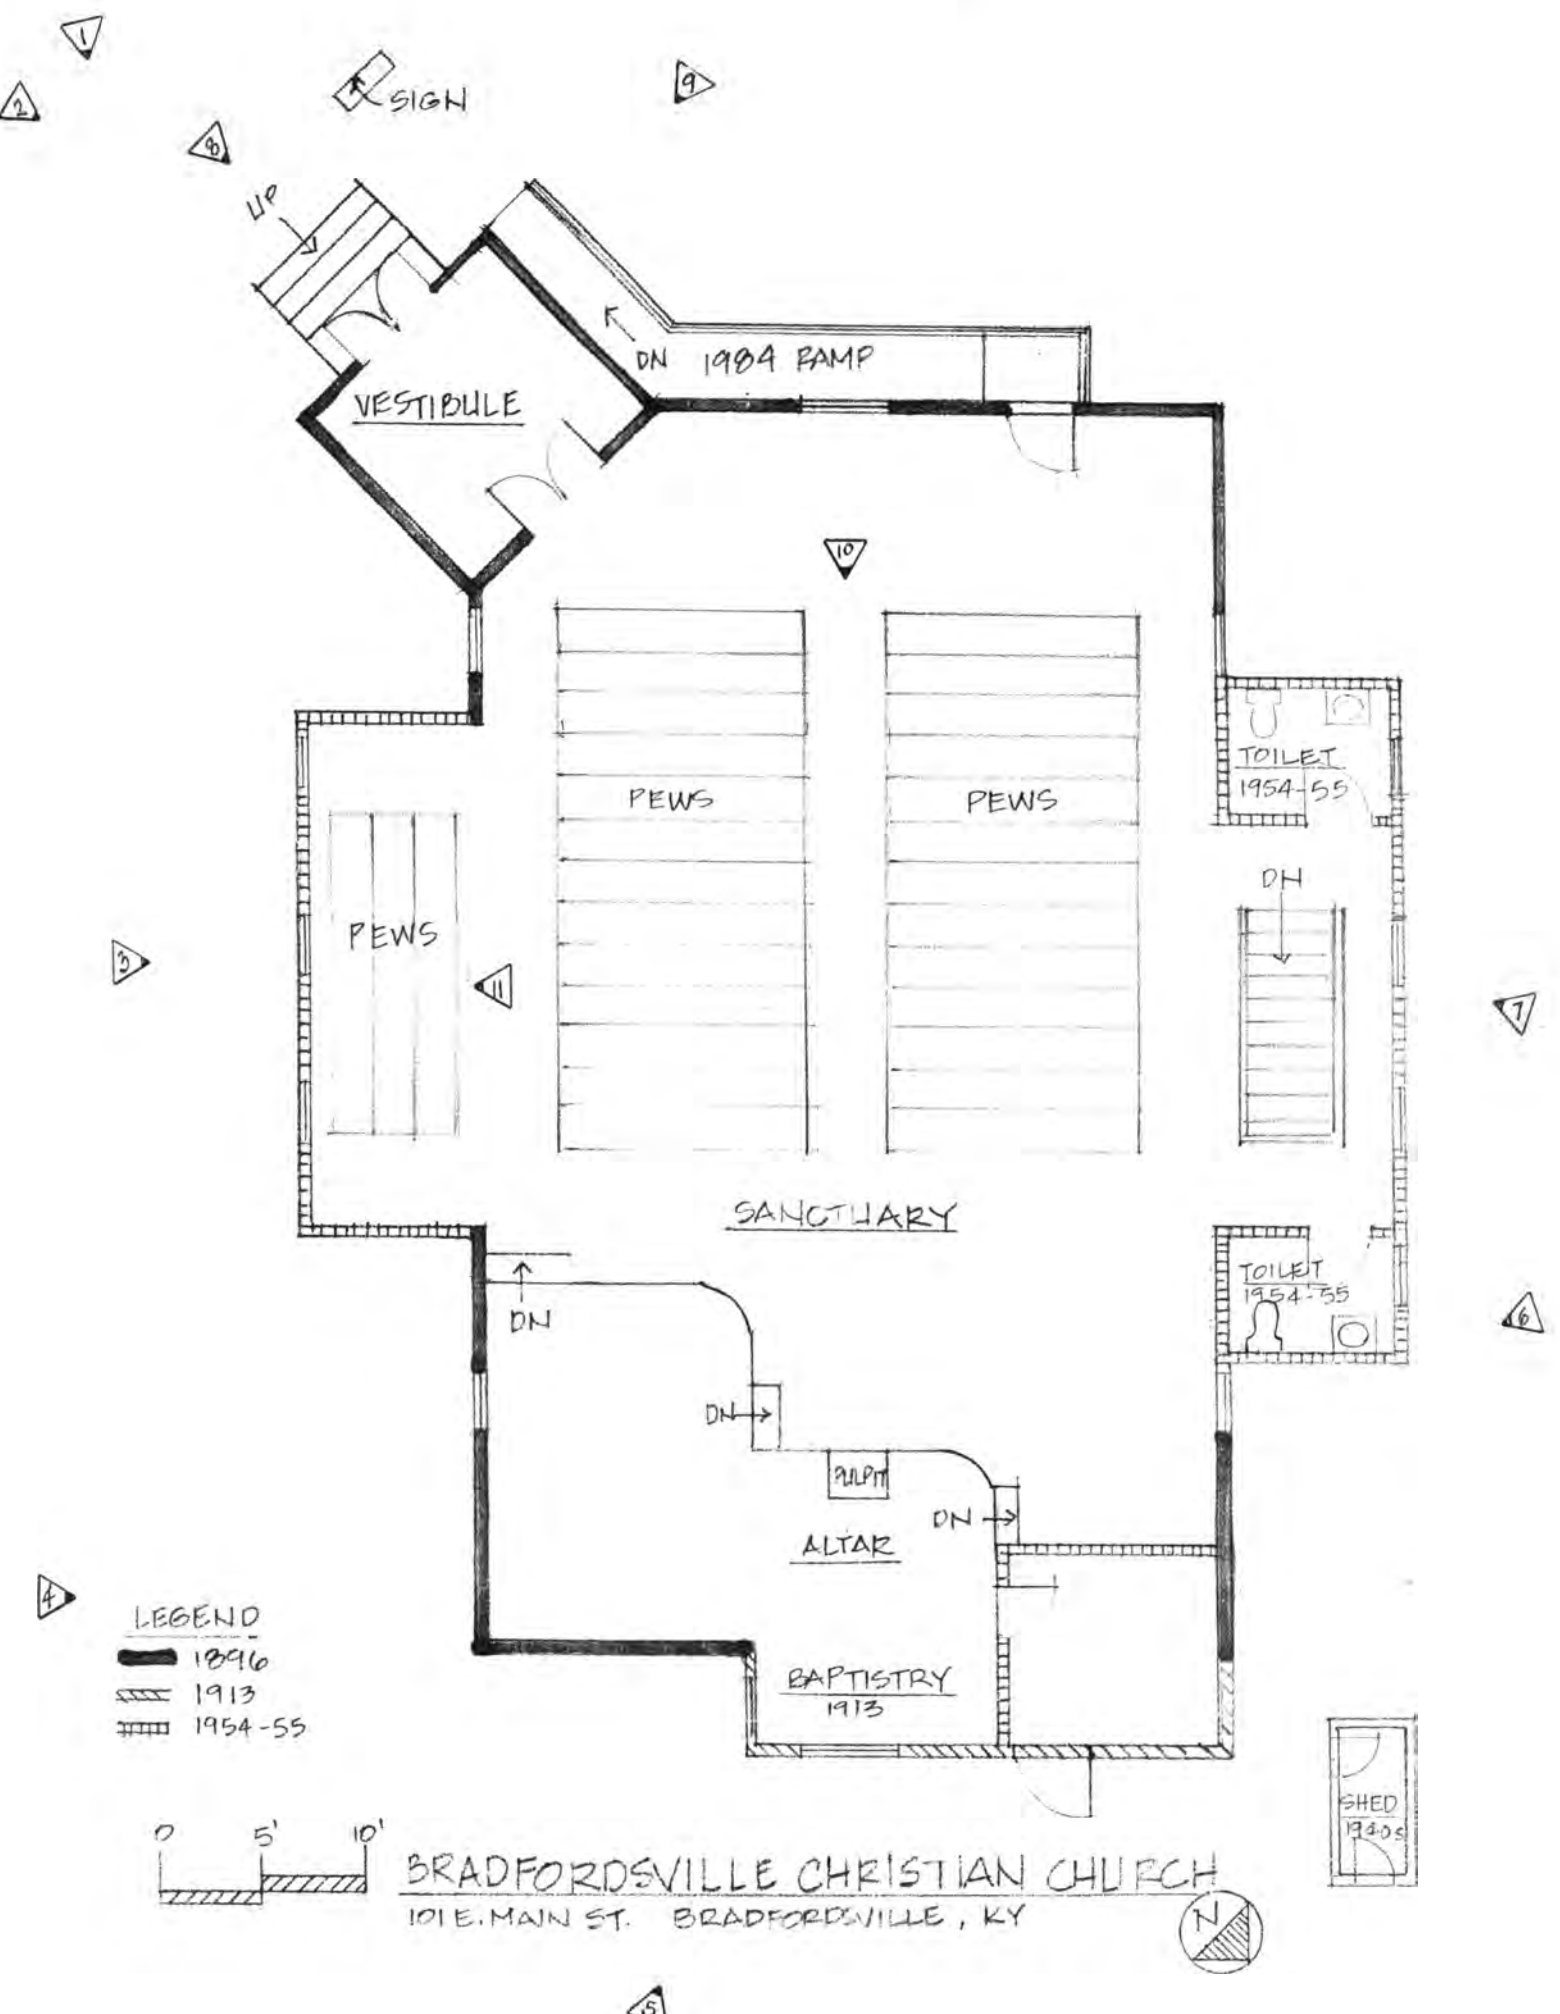 1
2
SIGN
9
8
UP
DN 1984 RAMP
VESTIBULE
10
TOILET
1954-55
PEWS
PEWS
DN
PEWS
3
11
7
SANCTUARY
TOILET
1954-55
DN
6
DN
PULPIT
DN
ALTAR
4
LEGEND
1896
1913
1954-55
BAPTISTRY
1913
SHED
1940s
0 5' 10'
BRADFORDSVILLE CHRISTIAN CHURCH
101 E. MAIN ST. BRADFORDSVILLE, KY
N
5